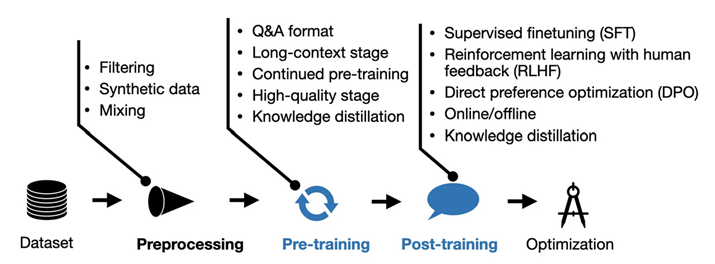 Filtering
Synthetic data
Mixing
Q&A format
Long-context stage
Continued pre-training
High-quality stage
Knowledge distillation
Supervised finetuning (SFT)
Reinforcement learning with human
feedback (RLHF)
Direct preference optimization (DPO)
Online/offline
Knowledge distillation
Dataset
Preprocessing
Pre-training
Post-training
Optimization